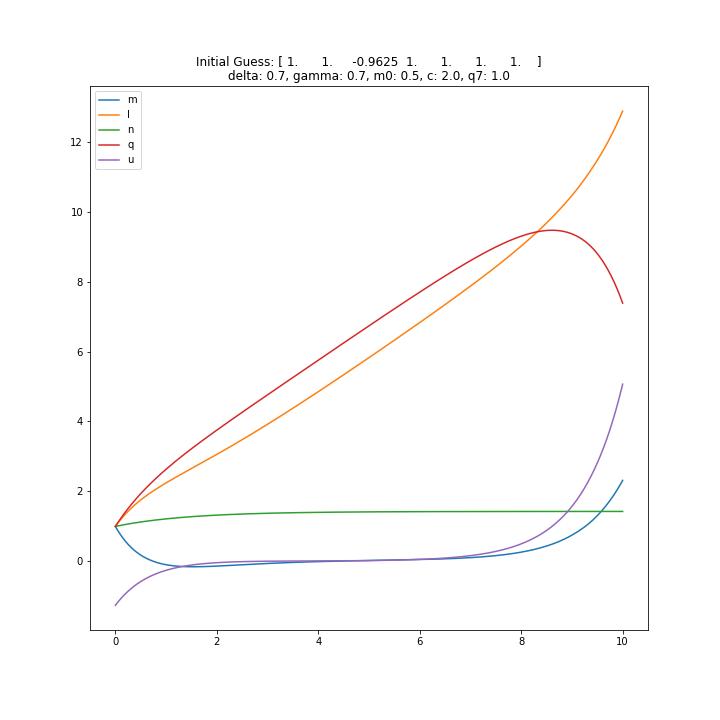 Initial Guess: [ 1. 1. -0.9625 1. 1. 1. 1. ]
delta: 0.7, gamma: 0.7, m0: 0.5, c: 2.0, q7: 1.0
m
l
n
q
u
12
10
8
6
4
2
0
0 2 4 6 8 10